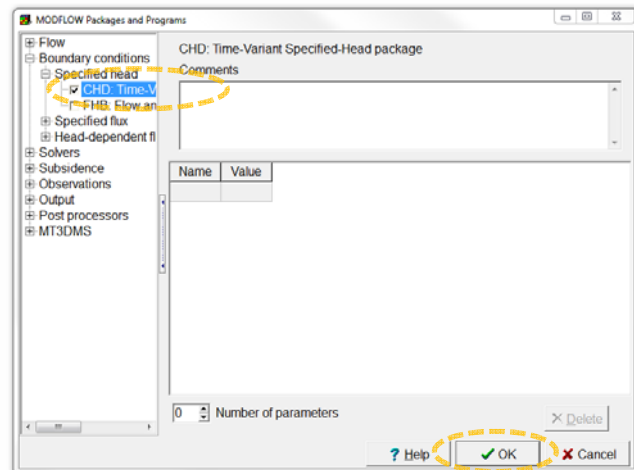 MODFLOW Packages and Programs
Flow
Boundary conditions
Specified head
CHD: Time-V
FHB: Flow an
Specified flux
Head-dependent fl
Solvers
Subsidence
Observations
Output
Post processors
MT3DMS
CHD: Time-Variant Specified-Head package
Comments
Name Value
0 Number of parameters
Delete
? Help
OK
Cancel